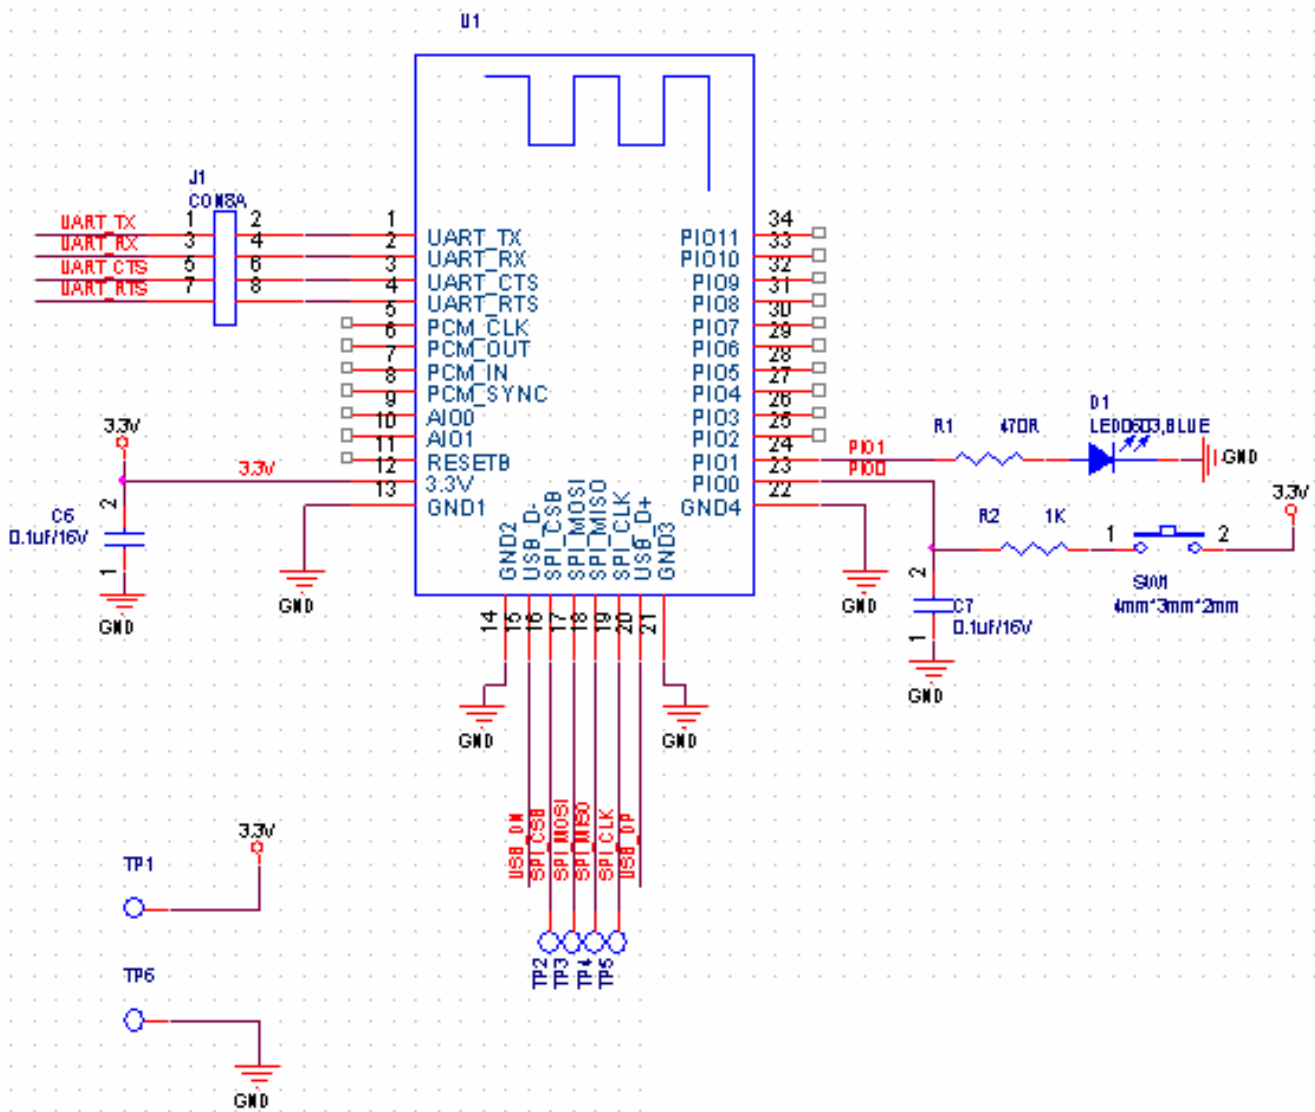 U1
J1
CON8A
UART_TX 1 2 1 UART_TX
UART_RX 3 4 2 UART_RX
UART_CTS 5 6 3 UART_CTS
UART_RTS 7 8 4 UART_RTS
5 PCM_CLK
6 PCM_OUT
7 PCM_IN
8 PCM_SYNC
9 AIO0
10 AIO1
11 RESETB
3.3V 12 3.3V
13 GND1
PIO11 34
PIO10 33
PIO9 32
PIO8 31
PIO7 30
PIO6 29
PIO5 28
PIO4 27
PIO3 26
PIO2 25
PIO1 24 PIO1
PIO0 23 PIO0
GND4 22
3.3V
2
C6
0.1uF/16V
1
GND
GND
GND2
USB_D-
SPI_CSB
SPI_MOSI
SPI_MISO
SPI_CLK
USB_D+
GND3
14
15
16
17
18
19
20
21
GND
GND
R1 470R
D1
LED0603,BLUE
GND
3.3V
R2 1K 1 2
SW1
4mm*3mm*2mm
GND
2
C7
0.1uF/16V
1
GND
USB_DN
SPI_CSB
SPI_MOSI
SPI_MISO
SPI_CLK
USB_DP
TP2
TP3
TP4
TP5
3.3V
TP1
TP6
GND